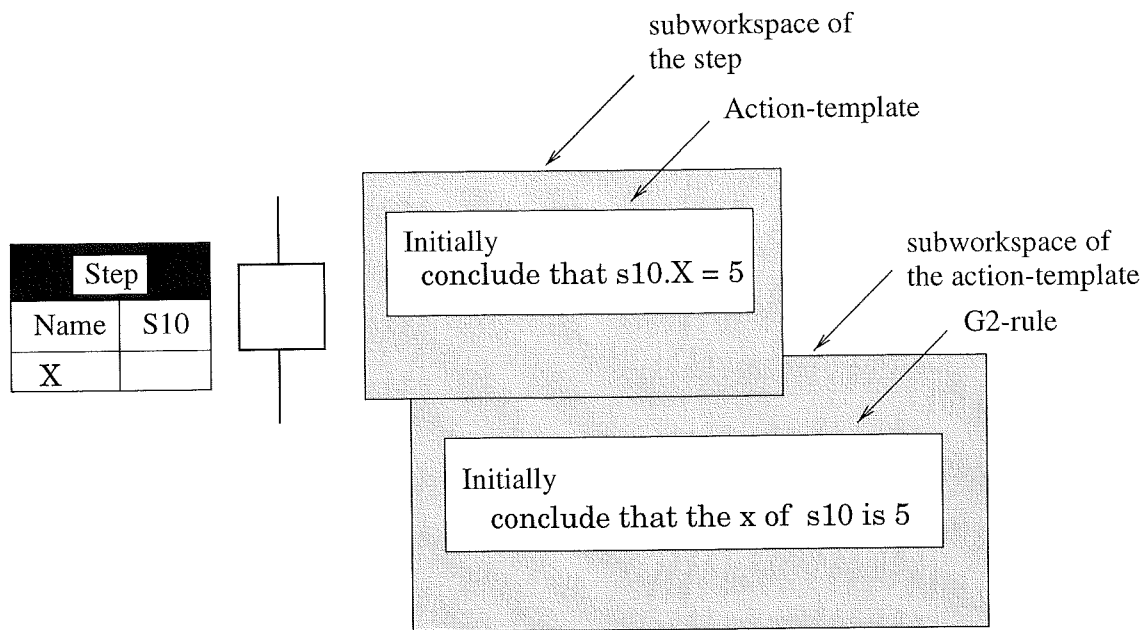 subworkspace of
the step
Action-template
Initially
conclude that s10.X = 5
subworkspace of
the action-template
G2-rule
Step
Name S10
X
Initially
conclude that the x of s10 is 5